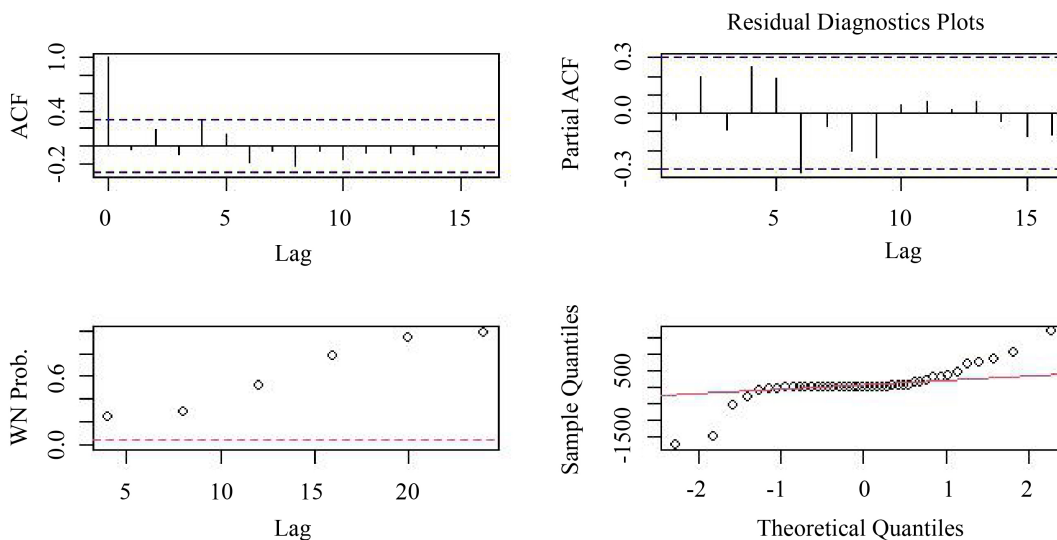 Residual Diagnostics Plots
ACF
1.0
0.4
-0.2
0 5 10 15
Lag
Partial ACF
0.3
0.0
-0.3
5 10 15
Lag
WN Prob.
0.6
0.0
5 10 15 20
Lag
Sample Quantiles
500
-1500
-2 -1 0 1 2
Theoretical Quantiles